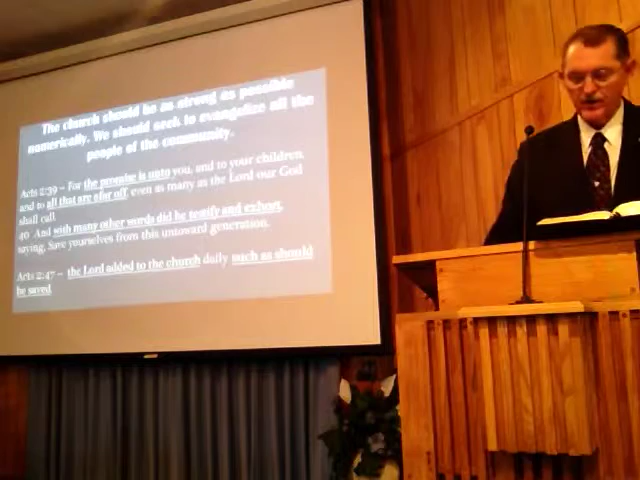 The church should be as strong as possible
numerically. We should seek to evangelize all the
people of the community.
Acts 2:39 – For the promise is unto you, and to your children,
and to all that are afar off, even as many as the Lord our God
shall call.
40 And with many other words did he testify and exhort,
saying, Save yourselves from this untoward generation.
Acts 2:47 – the Lord added to the church daily such as should
be saved.